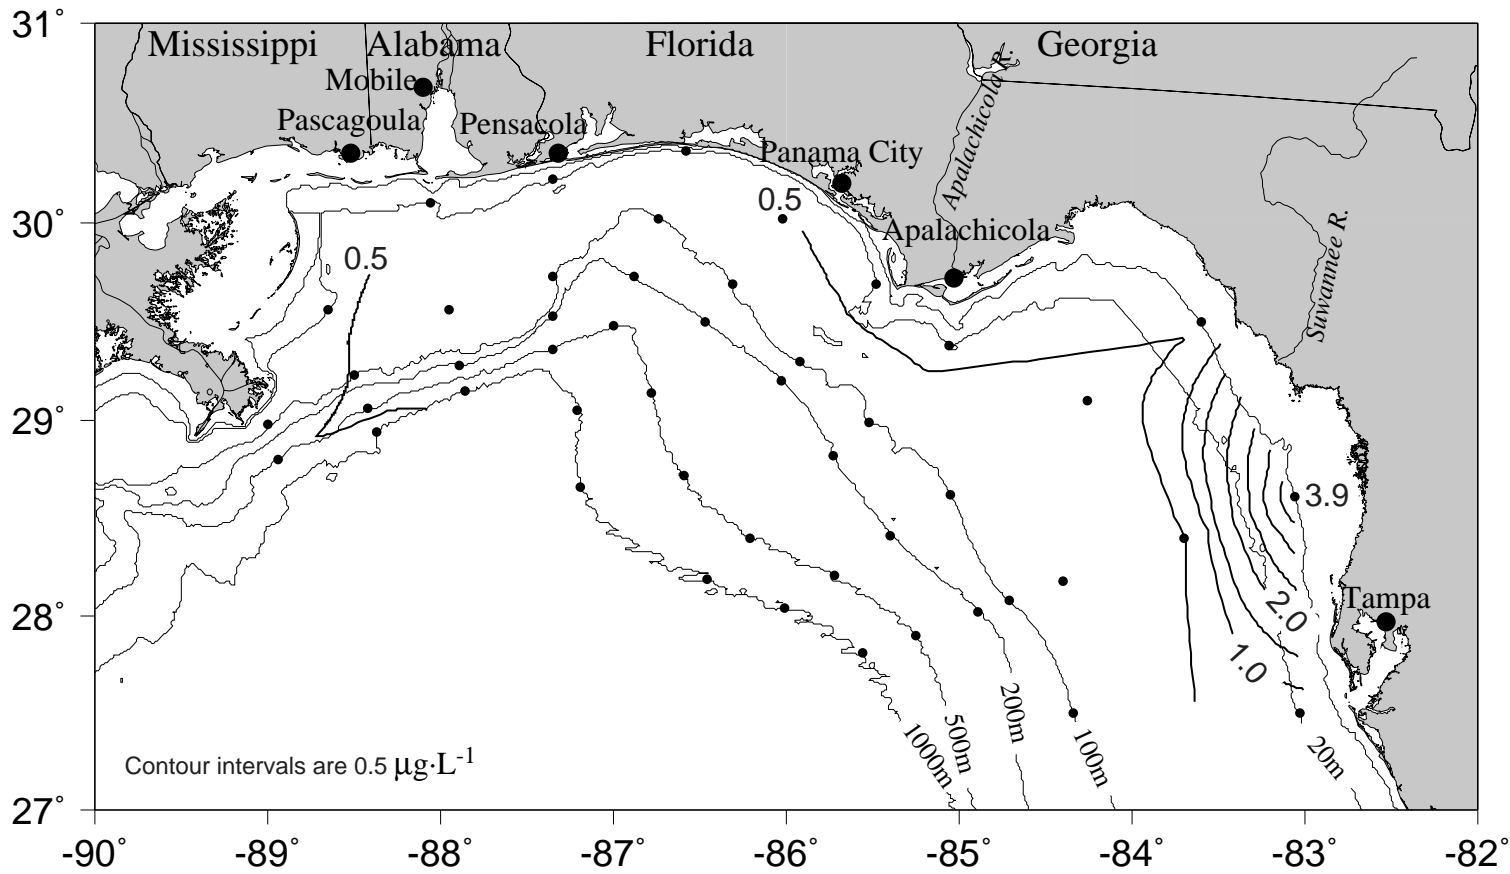 31°
Mississippi Alabama Florida Georgia
Mobile
Pascagoula Pensacola
Panama City
Apalachicola R.
0.5
30°
Apalachicola
Suwannee R.
0.5
29°
3.9
28°
2.0
Tampa
1.0
200m
500m
1000m
100m
20m
Contour intervals are 0.5 µg·L-1
27°
-90° -89° -88° -87° -86° -85° -84° -83° -82°